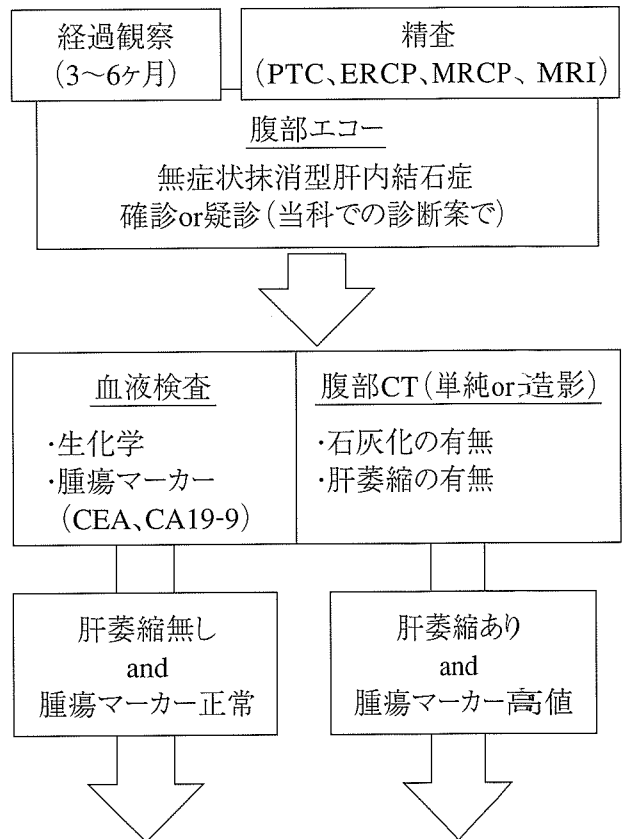 経過観察
(3〜6ヶ月)
精査
(PTC、ERCP、MRCP、MRI)
腹部エコー
無症状抹消型肝内結石症
確診or疑診(当科での診断案で)
血液検査
・生化学
・腫瘍マーカー
(CEA、CA19-9)
腹部CT(単純or造影)
・石灰化の有無
・肝萎縮の有無
肝萎縮無し
and
腫瘍マーカー正常
肝萎縮あり
and
腫瘍マーカー高値